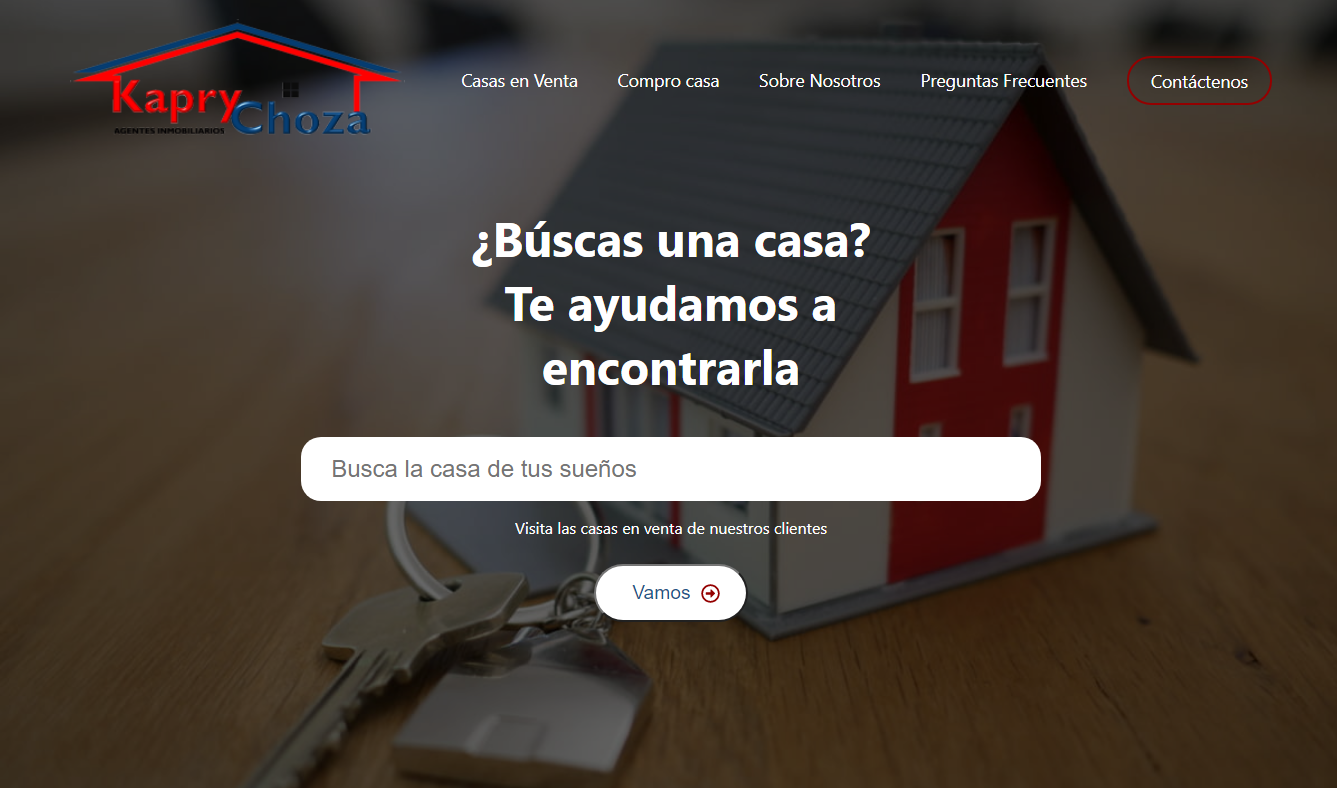 Kapry
Choza
AGENTES INMOBILIARIOS
Casas en Venta
Compro casa
Sobre Nosotros
Preguntas Frecuentes
Contáctenos
¿Búscas una casa?
Te ayudamos a
encontrarla
Busca la casa de tus sueños
Visita las casas en venta de nuestros clientes
Vamos